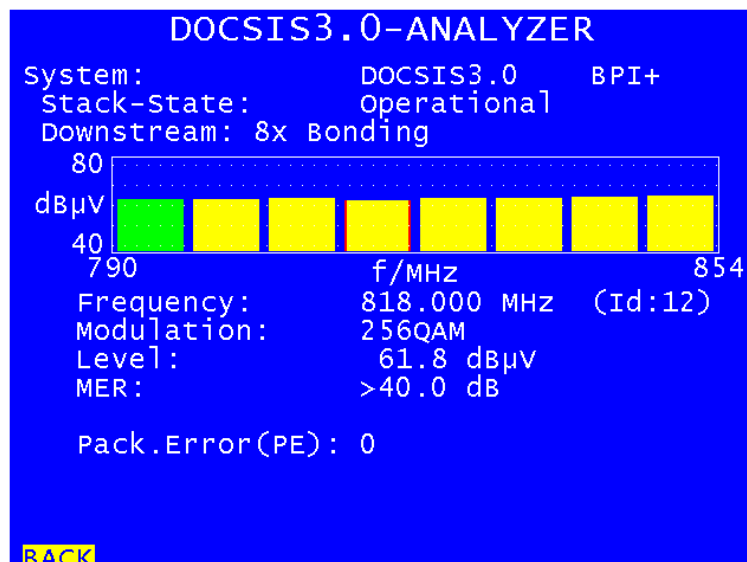 DOCSIS3.0-ANALYZER
System: DOCSIS3.0 BPI+
Stack-State: Operational
Downstream: 8x Bonding
80
dBµV
40
790 f/MHz 854
Frequency: 818.000 MHz (Id:12)
Modulation: 256QAM
Level: 61.8 dBµV
MER: >40.0 dB
Pack.Error(PE): 0
BACK